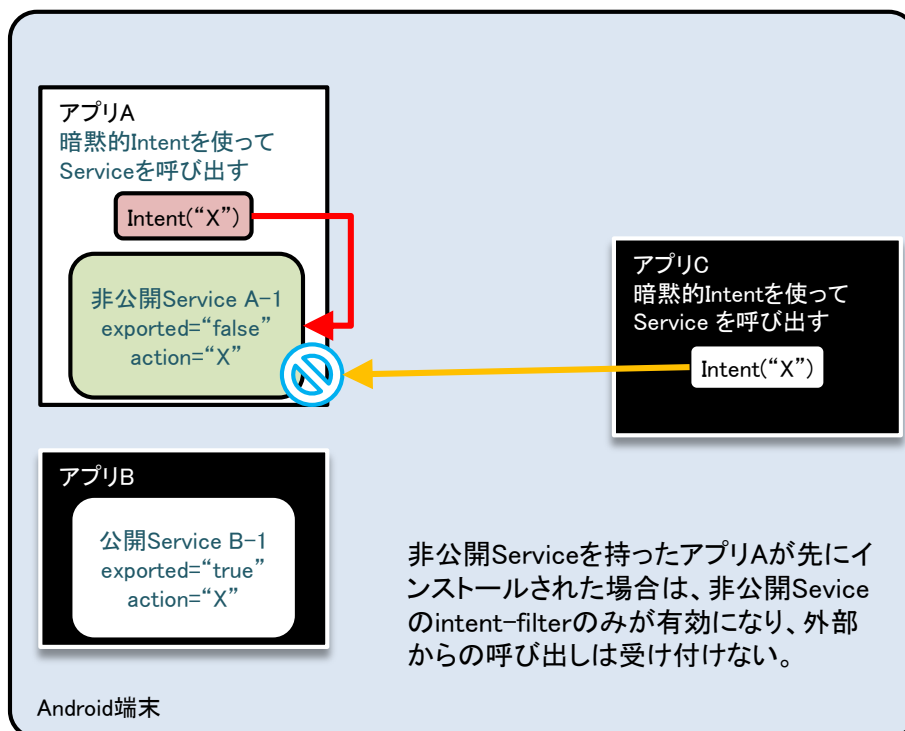 アプリA
暗黙的Intentを使って
Serviceを呼び出す
Intent(“X”)
非公開Service A-1
exported=“false”
action=“X”
アプリC
暗黙的Intentを使って
Service を呼び出す
Intent(“X”)
アプリB
公開Service B-1
exported=“true”
action=“X”
非公開Serviceを持ったアプリAが先にイ
ンストールされた場合は、非公開Sevice
のintent-filterのみが有効になり、外部
からの呼び出しは受け付けない。
Android端末